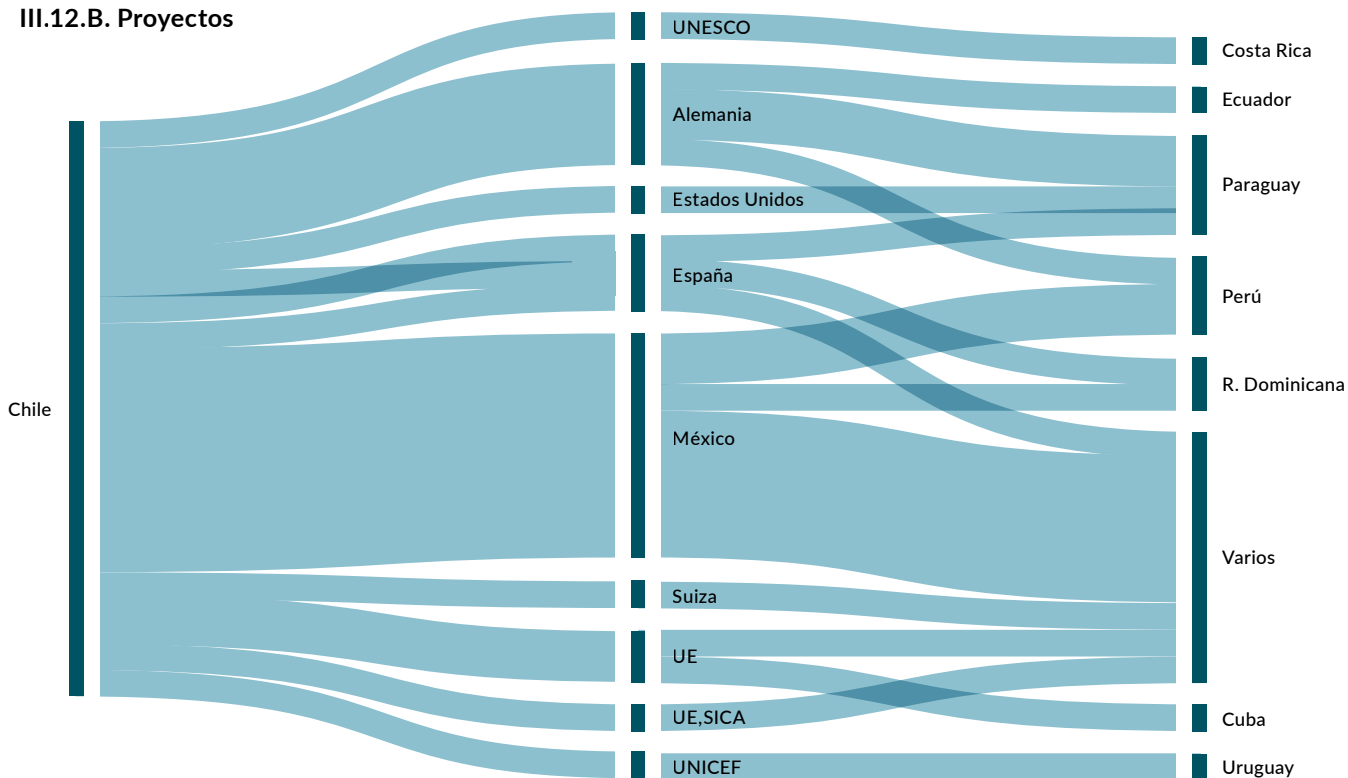 III.12.B. Proyectos
Chile
UNESCO
Alemania
Estados Unidos
España
México
Suiza
UE
UE,SICA
UNICEF
Costa Rica
Ecuador
Paraguay
Perú
R. Dominicana
Varios
Cuba
Uruguay